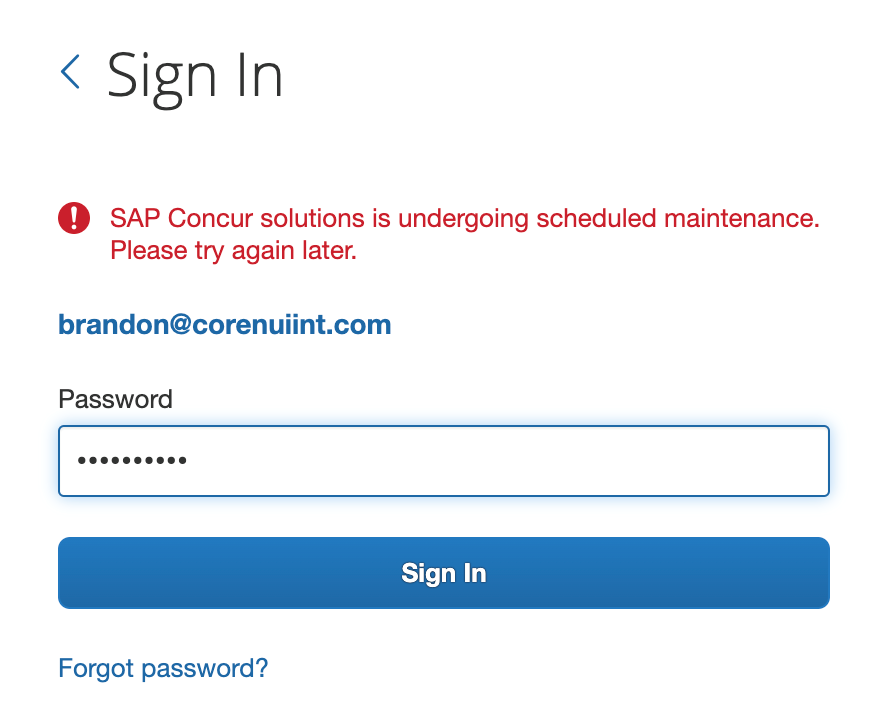 Sign In
SAP Concur solutions is undergoing scheduled maintenance.
Please try again later.
brandon@corenuiint.com
Password
••••••••••
Sign In
Forgot password?